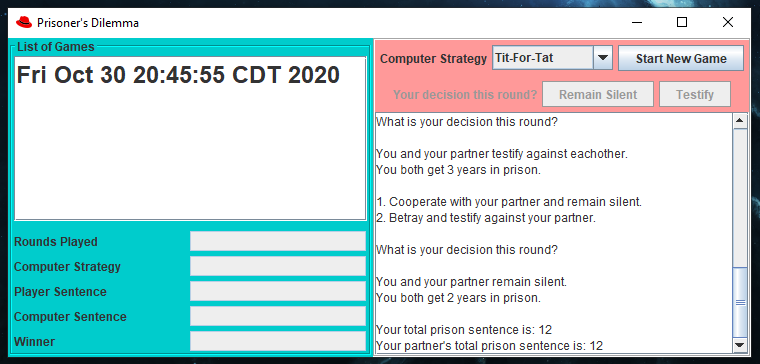 Prisoner's Dilemma
List of Games
Fri Oct 30 20:45:55 CDT 2020
Rounds Played
Computer Strategy
Player Sentence
Computer Sentence
Winner
Computer Strategy Tit-For-Tat Start New Game
Your decision this round? Remain Silent Testify
What is your decision this round?
You and your partner testify against eachother.
You both get 3 years in prison.
1. Cooperate with your partner and remain silent.
2. Betray and testify against your partner.
What is your decision this round?
You and your partner remain silent.
You both get 2 years in prison.
Your total prison sentence is: 12
Your partner's total prison sentence is: 12